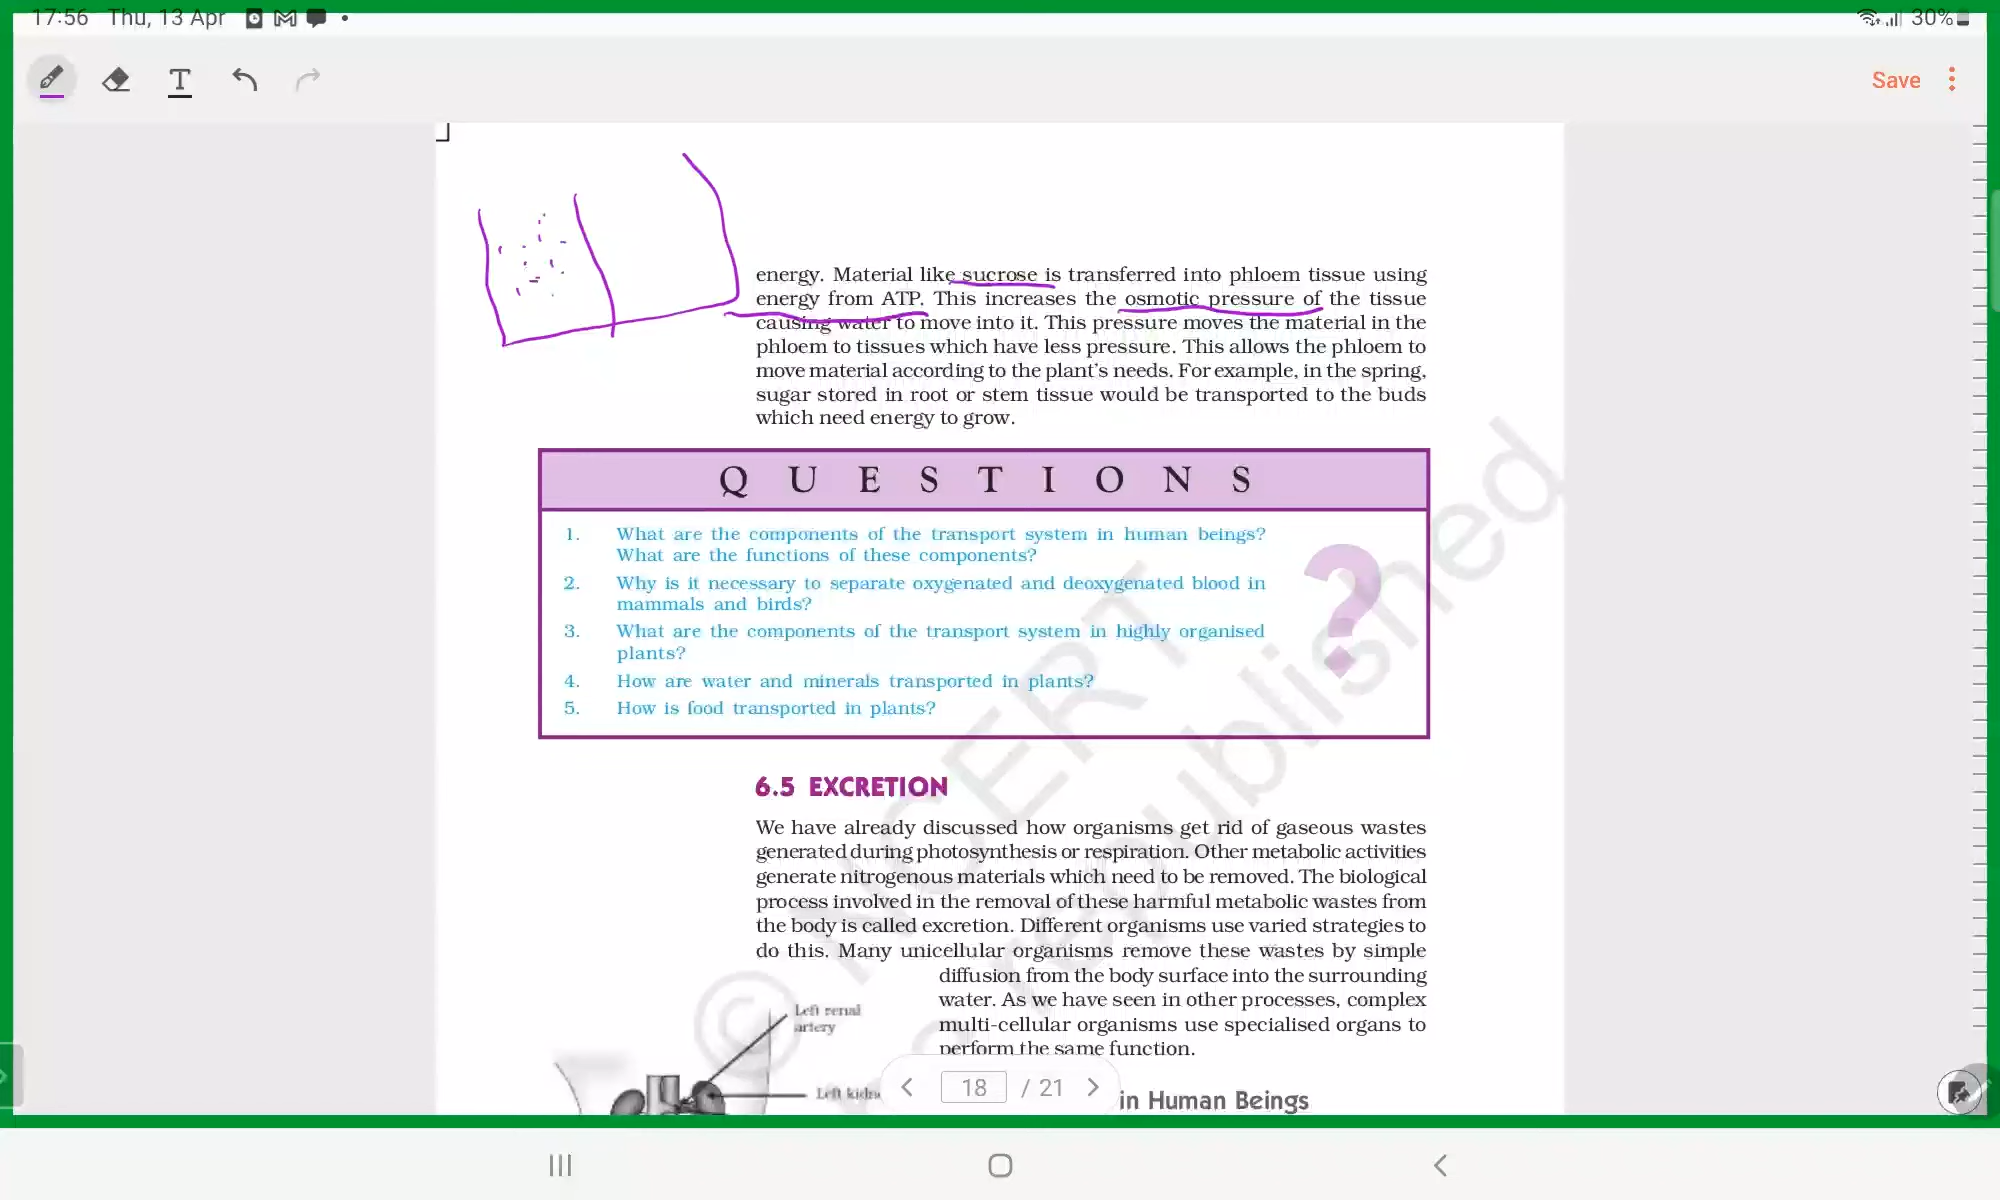 17:56 Thu, 13 Apr
30%
T
Save
energy. Material like sucrose is transferred into phloem tissue using
energy from ATP. This increases the osmotic pressure of the tissue
causing water to move into it. This pressure moves the material in the
phloem to tissues which have less pressure. This allows the phloem to
move material according to the plant's needs. For example, in the spring,
sugar stored in root or stem tissue would be transported to the buds
which need energy to grow.
QUESTIONS
1. What are the components of the transport system in human beings?
What are the functions of these components?
2. Why is it necessary to separate oxygenated and deoxygenated blood in
mammals and birds?
3. What are the components of the transport system in highly organised
plants?
4. How are water and minerals transported in plants?
5. How is food transported in plants?
?
6.5 EXCRETION
We have already discussed how organisms get rid of gaseous wastes
generated during photosynthesis or respiration. Other metabolic activities
generate nitrogenous materials which need to be removed. The biological
process involved in the removal of these harmful metabolic wastes from
the body is called excretion. Different organisms use varied strategies to
do this. Many unicellular organisms remove these wastes by simple
diffusion from the body surface into the surrounding
water. As we have seen in other processes, complex
multi-cellular organisms use specialised organs to
perform the same function.
Left renal
artery
Left
18 / 21
in Human Beings
© NCERT
republished